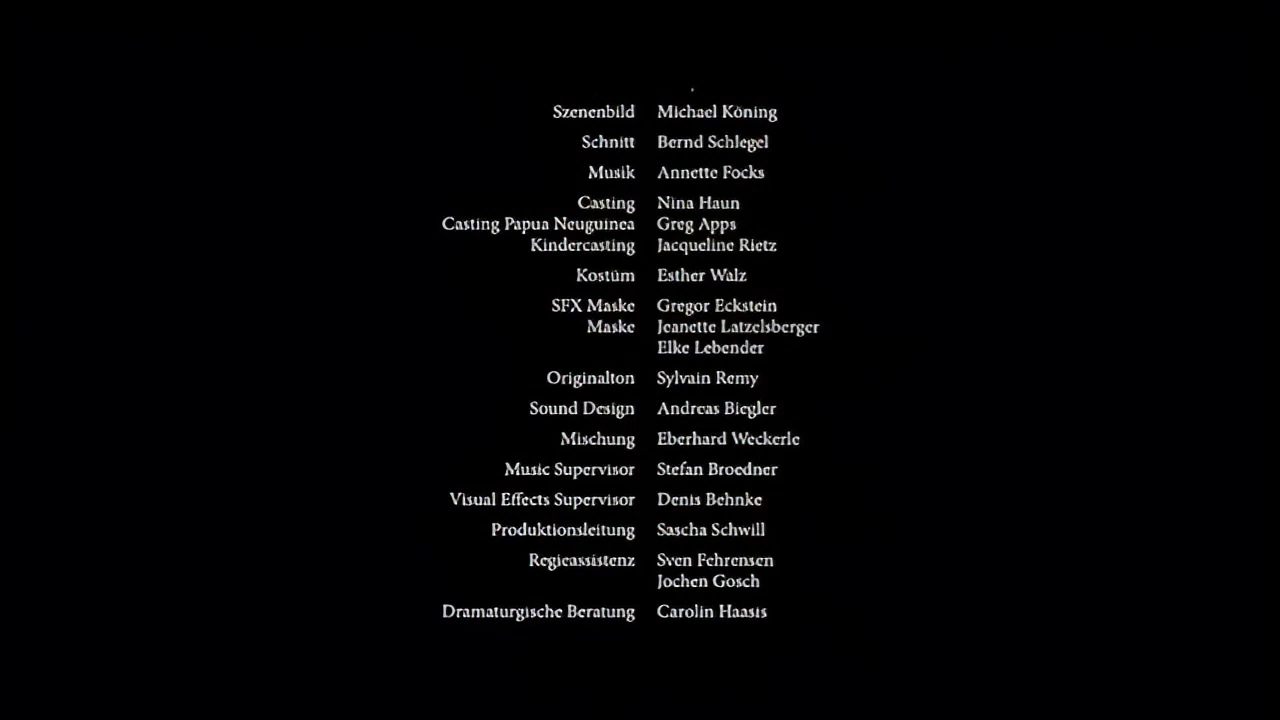 Szenenbild Michael Köning
Schnitt Bernd Schlegel
Musik Annette Focks
Casting Nina Haun
Casting Papua Neuguinea Greg Apps
Kindercasting Jacqueline Rietz
Kostüm Esther Walz
SFX Maske Gregor Eckstein
Maske Jeanette Latzelsberger
Elke Lebender
Originalton Sylvain Remy
Sound Design Andreas Biegler
Mischung Eberhard Weckerle
Music Supervisor Stefan Broedner
Visual Effects Supervisor Denis Behnke
Produktionsleitung Sascha Schwill
Regieassistenz Sven Fehrensen
Jochen Gosch
Dramaturgische Beratung Carolin Haasis